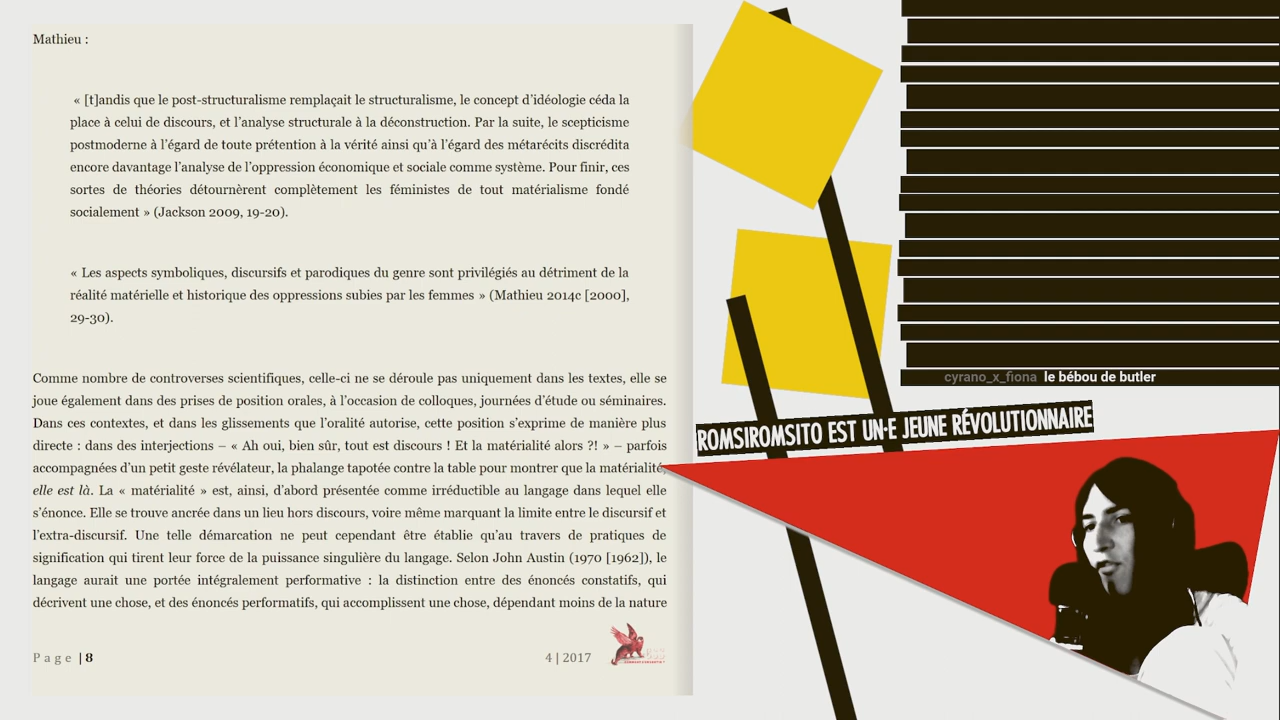 Mathieu :
« [t]andis que le post-structuralisme remplaçait le structuralisme, le concept d'idéologie céda la
place à celui de discours, et l'analyse structurale à la déconstruction. Par la suite, le scepticisme
postmoderne à l'égard de toute prétention à la vérité ainsi qu'à l'égard des métarécits discrédita
encore davantage l'analyse de l'oppression économique et sociale comme système. Pour finir, ces
sortes de théories détournèrent complètement les féministes de tout matérialisme fondé
socialement » (Jackson 2009, 19-20).
« Les aspects symboliques, discursifs et parodiques du genre sont privilégiés au détriment de la
réalité matérielle et historique des oppressions subies par les femmes » (Mathieu 2014c [2000],
29-30).
Comme nombre de controverses scientifiques, celle-ci ne se déroule pas uniquement dans les textes, elle se
joue également dans des prises de position orales, à l'occasion de colloques, journées d'étude ou séminaires.
Dans ces contextes, et dans les glissements que l'oralité autorise, cette position s'exprime de manière plus
directe : dans des interjections – « Ah oui, bien sûr, tout est discours ! Et la matérialité alors ?! » – parfois
accompagnées d'un petit geste révélateur, la phalange tapotée contre la table pour montrer que la matérialité,
elle est là. La « matérialité » est, ainsi, d'abord présentée comme irréductible au langage dans lequel elle
s'énonce. Elle se trouve ancrée dans un lieu hors discours, voire même marquant la limite entre le discursif et
l'extra-discursif. Une telle démarcation ne peut cependant être établie qu'au travers de pratiques de
signification qui tirent leur force de la puissance singulière du langage. Selon John Austin (1970 [1962]), le
langage aurait une portée intégralement performative : la distinction entre des énoncés constatifs, qui
décrivent une chose, et des énoncés performatifs, qui accomplissent une chose, dépendant moins de la nature
Page | 8
4 | 2017
cyrano_x_fiona le bébou de butler
ROMSIROMSITO EST UN·E JEUNE RÉVOLUTIONNAIRE